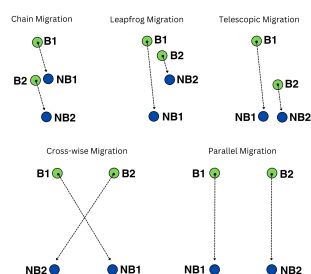 Chain Migration
Leapfrog Migration
Telescopic Migration
B1
B2
NB1
NB2
B1
B2
NB2
NB1
B1
B2
NB1
NB2
Cross-wise Migration
Parallel Migration
B1
B2
NB2
NB1
B1
B2
NB1
NB2